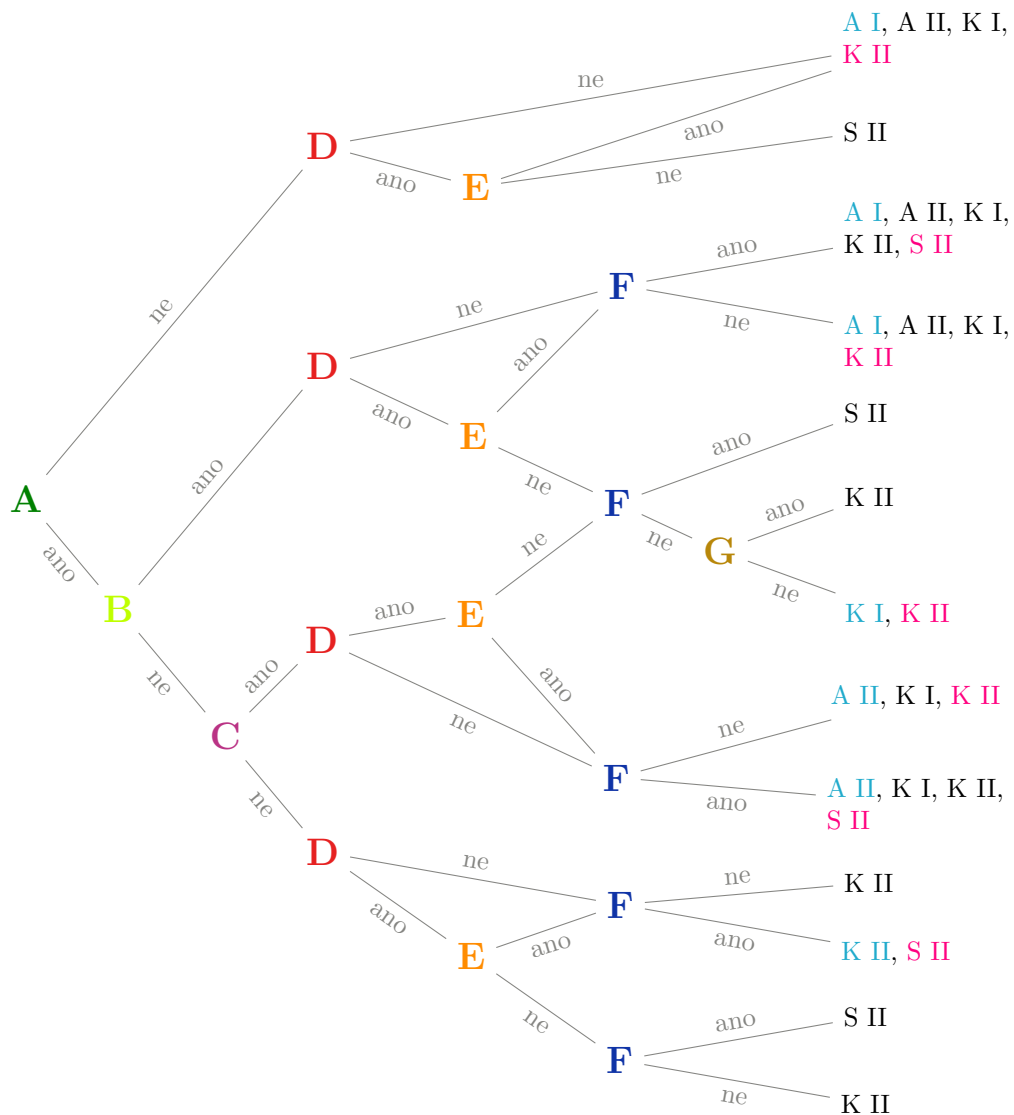 A I, A II, K I,
K II
ne
D
ano
S II
ano
E
ne
A I, A II, K I,
K II, S II
ano
F
ne
ne
ne
A I, A II, K I,
K II
ano
D
ano
S II
E
ano
ano
ne
K II
A
F
ano
ne
G
ano
ne
ne
K I, K II
B
ano
E
D
ano
ano
A II, K I, K II
ne
ne
ne
C
F
ano
A II, K I, K II,
S II
ne
D
ne
ne
K II
F
ano
ano
ano
K II, S II
E
ne
ano
S II
F
ne
K II